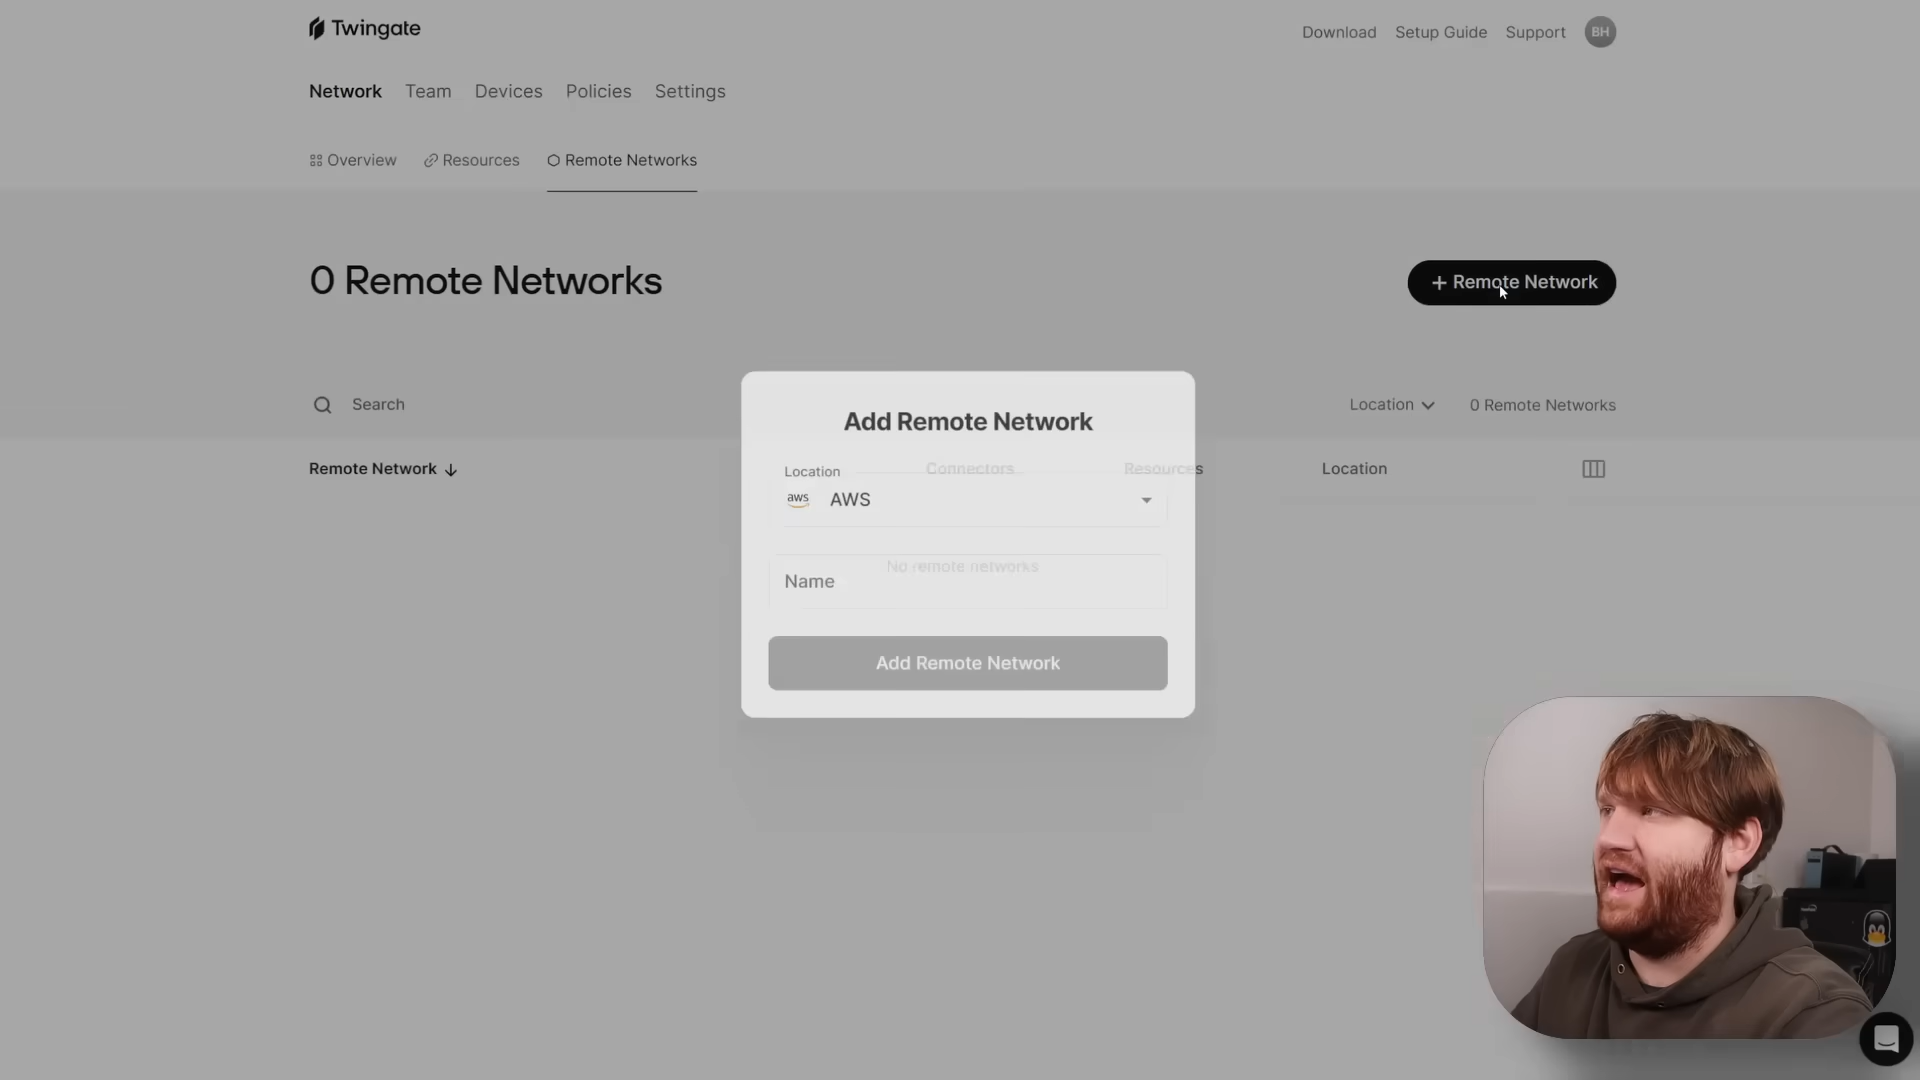 Twingate
Download Setup Guide Support BH
Network Team Devices Policies Settings
Overview Resources Remote Networks
0 Remote Networks
+ Remote Network
Search
Location 0 Remote Networks
Remote Network Connectors Resources Location
No remote networks
Add Remote Network
Location
aws AWS
Name
Add Remote Network